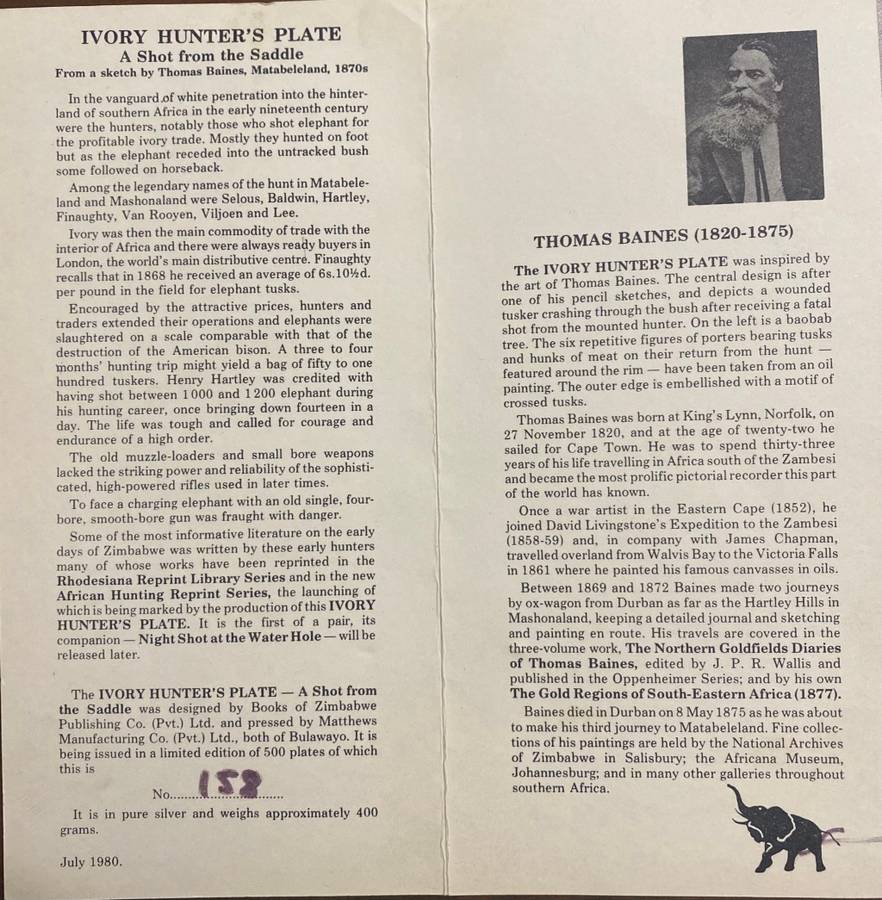 IVORY HUNTER'S PLATE
A Shot from the Saddle
From a sketch by Thomas Baines, Matabeleland, 1870s
In the vanguard of white penetration into the hinter-
land of southern Africa in the early nineteenth century
were the hunters, notably those who shot elephant for
the profitable ivory trade. Mostly they hunted on foot
but as the elephant receded into the untracked bush
some followed on horseback.
Among the legendary names of the hunt in Matabele-
land and Mashonaland were Selous, Baldwin, Hartley,
Finaughty, Van Rooyen, Viljoen and Lee.
Ivory was then the main commodity of trade with the
interior of Africa and there were always ready buyers in
London, the world's main distributive centre. Finaughty
recalls that in 1868 he received an average of 6s.10½d.
per pound in the field for elephant tusks.
Encouraged by the attractive prices, hunters and
traders extended their operations and elephants were
slaughtered on a scale comparable with that of the
destruction of the American bison. A three to four
months' hunting trip might yield a bag of fifty to one
hundred tuskers. Henry Hartley was credited with
having shot between 1 000 and 1 200 elephant during
his hunting career, once bringing down fourteen in a
day. The life was tough and called for courage and
endurance of a high order.
The old muzzle-loaders and small bore weapons
lacked the striking power and reliability of the sophisti-
cated, high-powered rifles used in later times.
To face a charging elephant with an old single, four-
bore, smooth-bore gun was fraught with danger.
Some of the most informative literature on the early
days of Zimbabwe was written by these early hunters
many of whose works have been reprinted in the
Rhodesiana Reprint Library Series and in the new
African Hunting Reprint Series, the launching of
which is being marked by the production of this IVORY
HUNTER'S PLATE. It is the first of a pair, its
companion — Night Shot at the Water Hole — will be
released later.
The IVORY HUNTER'S PLATE — A Shot from
the Saddle was designed by Books of Zimbabwe
Publishing Co. (Pvt.) Ltd. and pressed by Matthews
Manufacturing Co. (Pvt.) Ltd., both of Bulawayo. It is
being issued in a limited edition of 500 plates of which
this is
No. 158
It is in pure silver and weighs approximately 400
grams.
July 1980.
THOMAS BAINES (1820-1875)
The IVORY HUNTER'S PLATE was inspired by
the art of Thomas Baines. The central design is after
one of his pencil sketches, and depicts a wounded
tusker crashing through the bush after receiving a fatal
shot from the mounted hunter. On the left is a baobab
tree. The six repetitive figures of porters bearing tusks
and hunks of meat on their return from the hunt —
featured around the rim — have been taken from an oil
painting. The outer edge is embellished with a motif of
crossed tusks.
Thomas Baines was born at King's Lynn, Norfolk, on
27 November 1820, and at the age of twenty-two he
sailed for Cape Town. He was to spend thirty-three
years of his life travelling in Africa south of the Zambesi
and became the most prolific pictorial recorder this part
of the world has known.
Once a war artist in the Eastern Cape (1852), he
joined David Livingstone's Expedition to the Zambesi
(1858-59) and, in company with James Chapman,
travelled overland from Walvis Bay to the Victoria Falls
in 1861 where he painted his famous canvasses in oils.
Between 1869 and 1872 Baines made two journeys
by ox-wagon from Durban as far as the Hartley Hills in
Mashonaland, keeping a detailed journal and sketching
and painting en route. His travels are covered in the
three-volume work, The Northern Goldfields Diaries
of Thomas Baines, edited by J. P. R. Wallis and
published in the Oppenheimer Series; and by his own
The Gold Regions of South-Eastern Africa (1877).
Baines died in Durban on 8 May 1875 as he was about
to make his third journey to Matabeleland. Fine collec-
tions of his paintings are held by the National Archives
of Zimbabwe in Salisbury; the Africana Museum,
Johannesburg; and in many other galleries throughout
southern Africa.